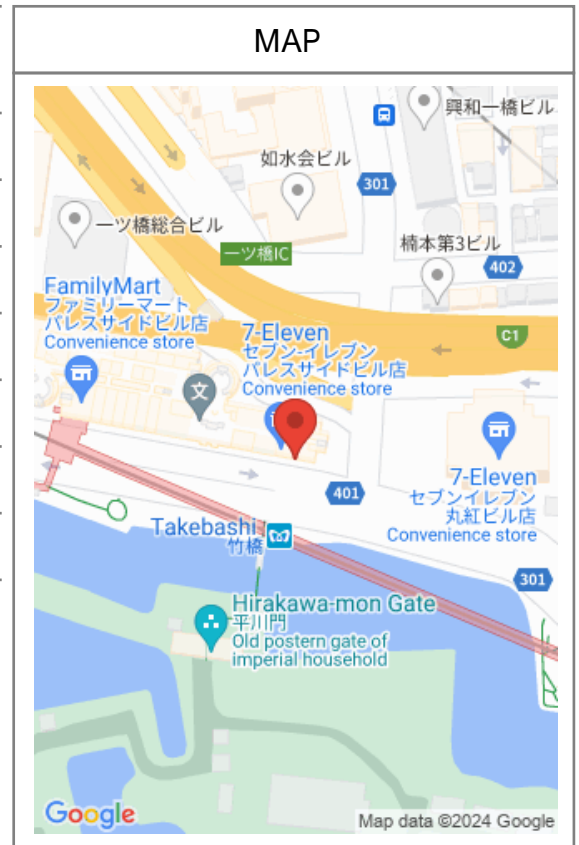 MAP
興和一橋ビル
如水会ビル
301
一ツ橋総合ビル
楠本第3ビル
一ツ橋IC
402
FamilyMart
ファミリーマート
パレスサイドビル店
Convenience store
7-Eleven
セブン-イレブン
パレスサイドビル店
Convenience store
C1
文
7-Eleven
セブンイレブン
丸紅ビル店
Convenience store
401
Takebashi
竹橋
301
Hirakawa-mon Gate
平川門
Old postern gate of
imperial household
Google
Map data ©2024 Google